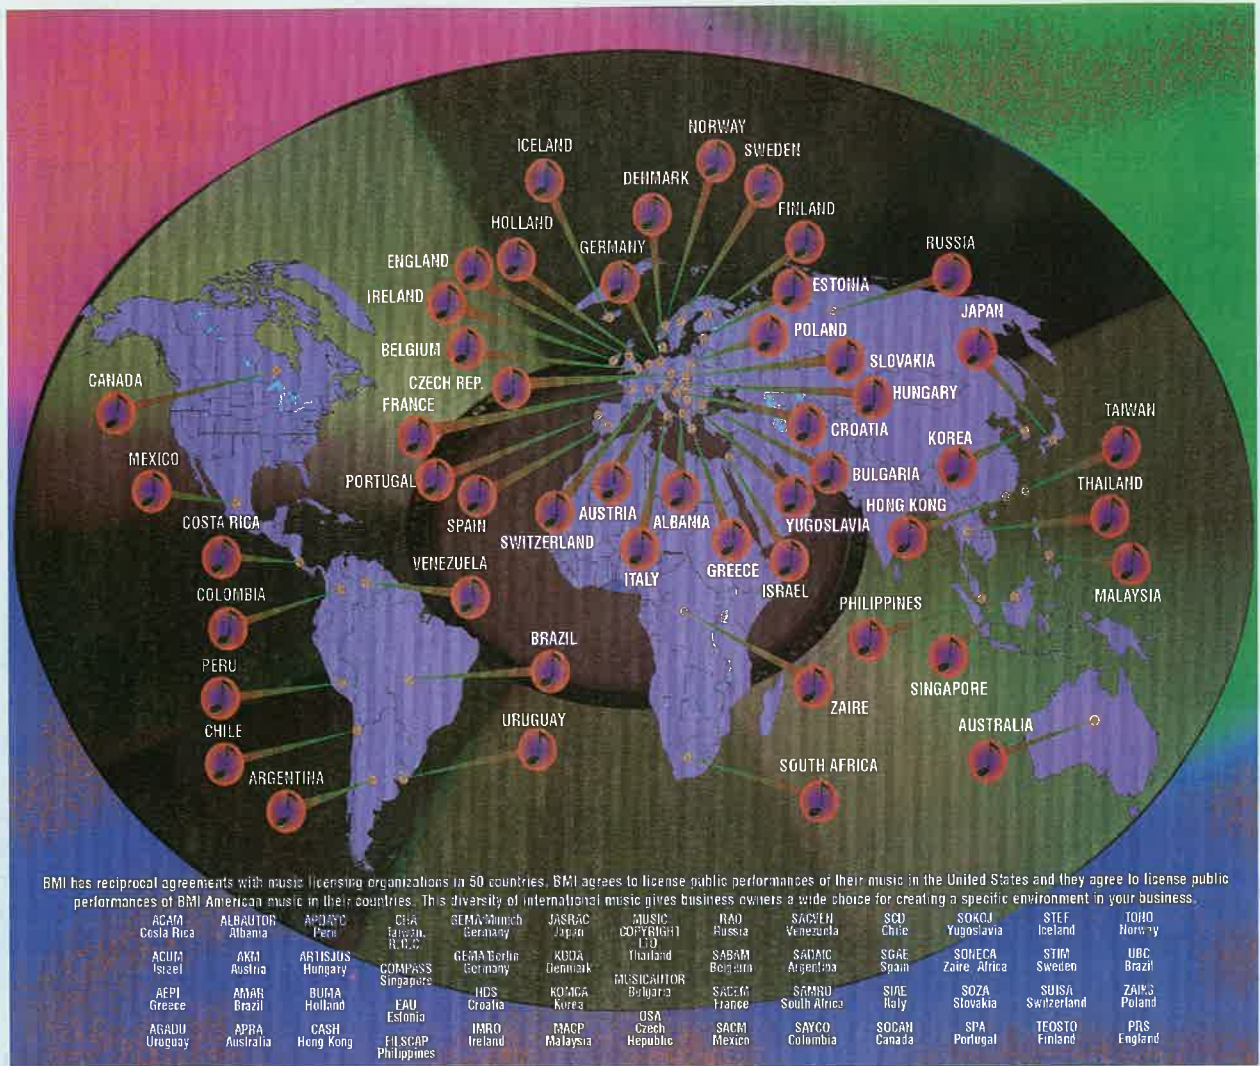 NORWAY
ICELAND
SWEDEN
DENMARK
FINLAND
HOLLAND
GERMANY
RUSSIA
ENGLAND
ESTONIA
IRELAND
JAPAN
POLAND
BELGIUM
SLOVAKIA
CANADA
CZECH REP.
HUNGARY
FRANCE
TAIWAN
CROATIA
KOREA
MEXICO
BULGARIA
PORTUGAL
THAILAND
HONG KONG
AUSTRIA
COSTA RICA
SPAIN
ALBANIA
YUGOSLAVIA
SWITZERLAND
VENEZUELA
GREECE
ITALY
ISRAEL
COLOMBIA
MALAYSIA
PHILIPPINES
BRAZIL
PERU
SINGAPORE
ZAIRE
URUGUAY
AUSTRALIA
CHILE
SOUTH AFRICA
ARGENTINA
BMI has reciprocal agreements with music licensing organizations in 50 countries. BMI agrees to license public performances of their music in the United States and they agree to license public
performances of BMI American music in their countries. This diversity of international music gives business owners a wide choice for creating a specific environment in your business.
ACAM
Costa Rica
ACUM
Israel
AEPI
Greece
AGADU
Uruguay
ALBAUTOR
Albania
AKM
Austria
AMAR
Brazil
APRA
Australia
APDAYC
Peru
ARTISJUS
Hungary
BUMA
Holland
CASH
Hong Kong
CHA
Taiwan,
R.O.C.
COMPASS
Singapore
EAU
Estonia
FILSCAP
Philippines
GEMA/Munich
Germany
GEMA/Berlin
Germany
HDS
Croatia
IMRO
Ireland
JASRAC
Japan
KODA
Denmark
KOMCA
Korea
MACP
Malaysia
MUSIC
COPYRIGHT
LTD
Thailand
MUSICAUTOR
Bulgaria
OSA
Czech
Republic
RAO
Russia
SABAM
Belgium
SACEM
France
SACM
Mexico
SACVEN
Venezuela
SADAIC
Argentina
SAMRO
South Africa
SAYCO
Colombia
SCD
Chile
SGAE
Spain
SIAE
Italy
SOCAN
Canada
SOKOJ
Yugoslavia
SONECA
Zaire, Africa
SOZA
Slovakia
SPA
Portugal
STEF
Iceland
STIM
Sweden
SUISA
Switzerland
TEOSTO
Finland
TONO
Norway
UBC
Brazil
ZAIKS
Poland
PRS
England